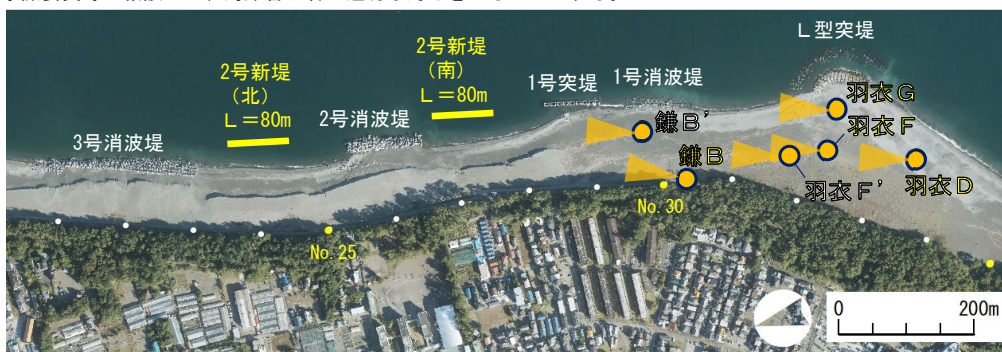 L型突堤
2号新堤
（南）
L＝80m
2号新堤
（北）
L＝80m
1号突堤
1号消波堤
2号消波堤
3号消波堤
羽衣G
鎌B'
羽衣F
鎌B
羽衣F'
羽衣D
No.30
No.25
0
200m